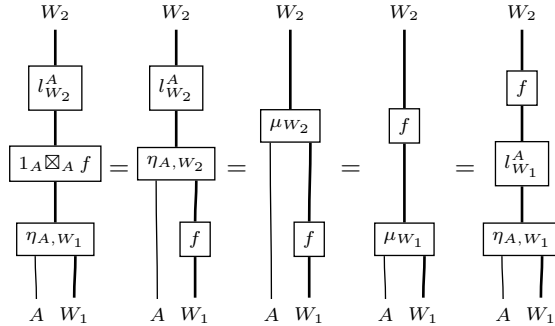 W_2 W_2 W_2 W_2 W_2
l^A_{W_2} l^A_{W_2} f
μ_{W_2} f
1_A ⊠_A f = η_{A,W_2} = = = l^A_{W_1}
η_{A,W_1} f f μ_{W_1} η_{A,W_1}
A W_1 A W_1 A W_1 A W_1 A W_1